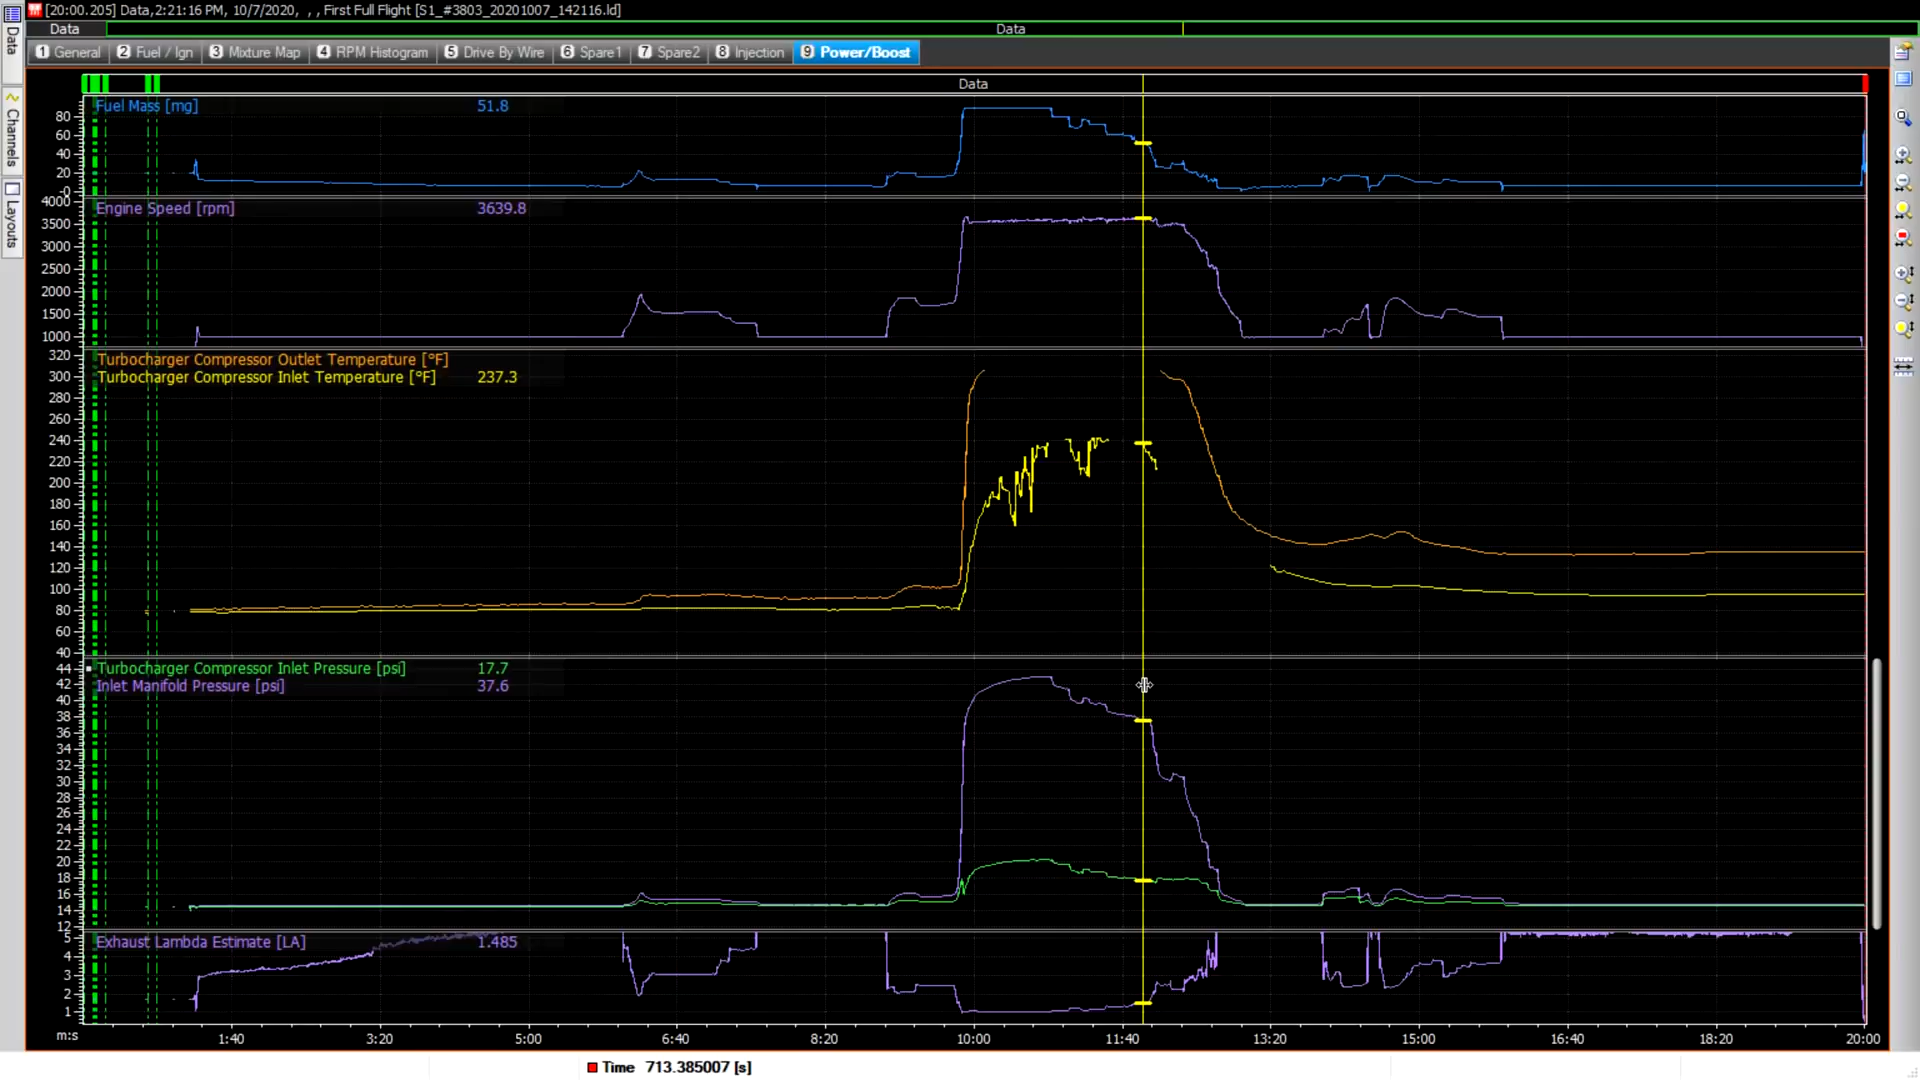 [20:00.205] Data,2:21:16 PM, 10/7/2020, , , First Full Flight [S1_#3803_20201007_142116.ld]
Data
Data
1 General 2 Fuel / Ign 3 Mixture Map 4 RPM Histogram 5 Drive By Wire 6 Spare1 7 Spare2 8 Injection 9 Power/Boost
Data
Channels
Layouts
Data
Fuel Mass [mg] 51.8
80
60
40
20
-0
Engine Speed [rpm] 3639.8
4000
3500
3000
2500
2000
1500
1000
Turbocharger Compressor Outlet Temperature [°F]
Turbocharger Compressor Inlet Temperature [°F] 237.3
320
300
280
260
240
220
200
180
160
140
120
100
80
60
40
Turbocharger Compressor Inlet Pressure [psi] 17.7
Inlet Manifold Pressure [psi] 37.6
44
42
40
38
36
34
32
30
28
26
24
22
20
18
16
14
12
Exhaust Lambda Estimate [LA] 1.485
5
4
3
2
1
m:s 1:40 3:20 5:00 6:40 8:20 10:00 11:40 13:20 15:00 16:40 18:20 20:00
Time 713.385007 [s]